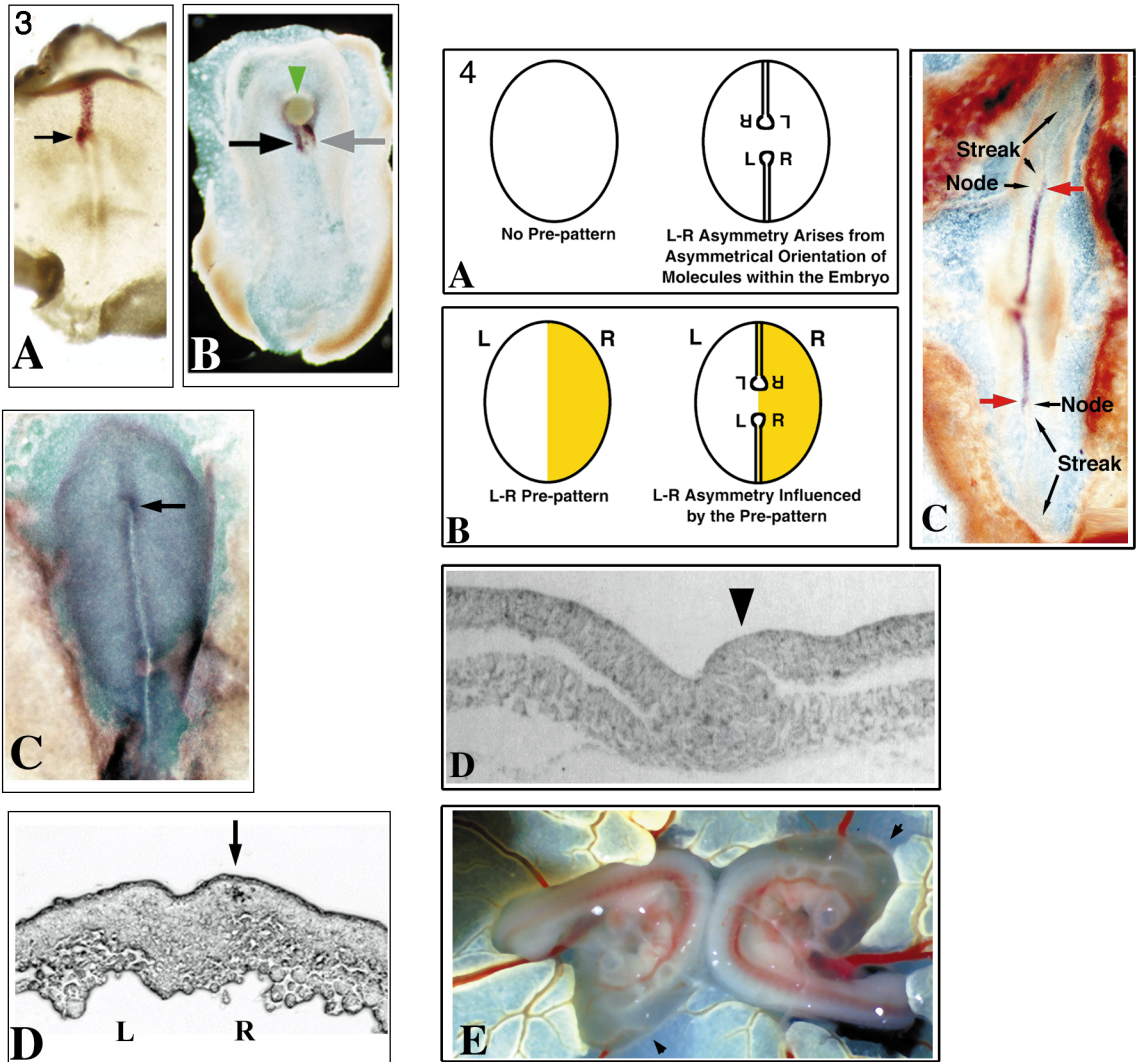 3
A
B
C
D
L R
4
No Pre-pattern
R L
L R
L-R Asymmetry Arises from
Asymmetrical Orientation of
Molecules within the Embryo
A
L R
L-R Pre-pattern
L R
L R
L R
L-R Asymmetry Influenced
by the Pre-pattern
B
Streak
Node
Node
Streak
C
D
E